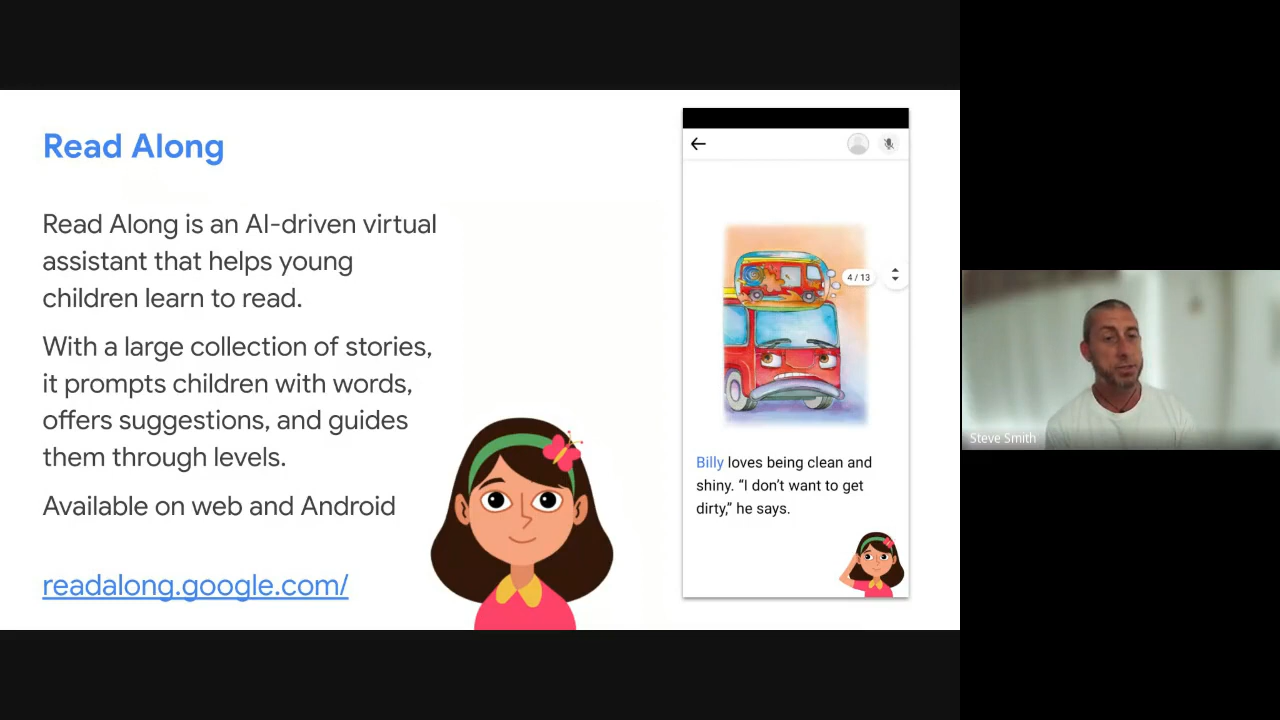 Read Along
Read Along is an AI-driven virtual
assistant that helps young
children learn to read.
With a large collection of stories,
it prompts children with words,
offers suggestions, and guides
them through levels.
Available on web and Android
readalong.google.com/
4 / 13
Billy loves being clean and
shiny. “I don’t want to get
dirty,” he says.
Steve Smith